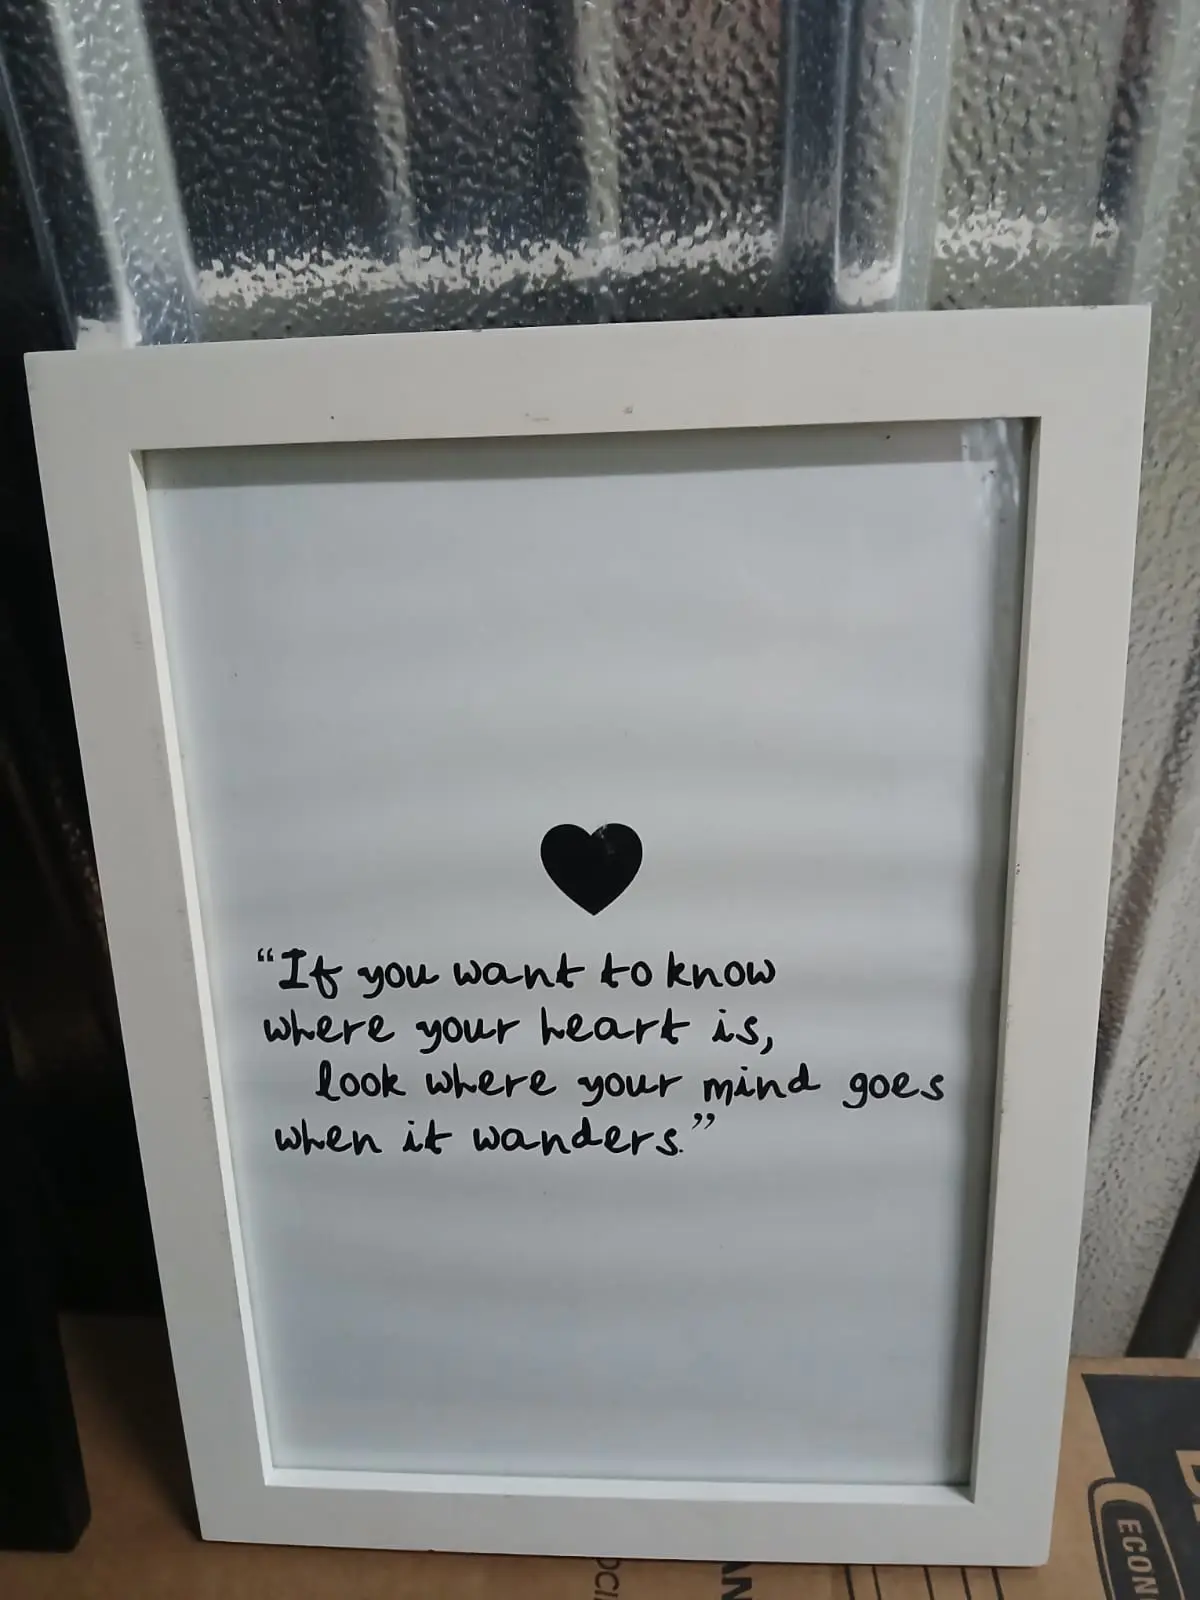 “If you want to know
where your heart is,
look where your mind goes
when it wanders.”
ECON